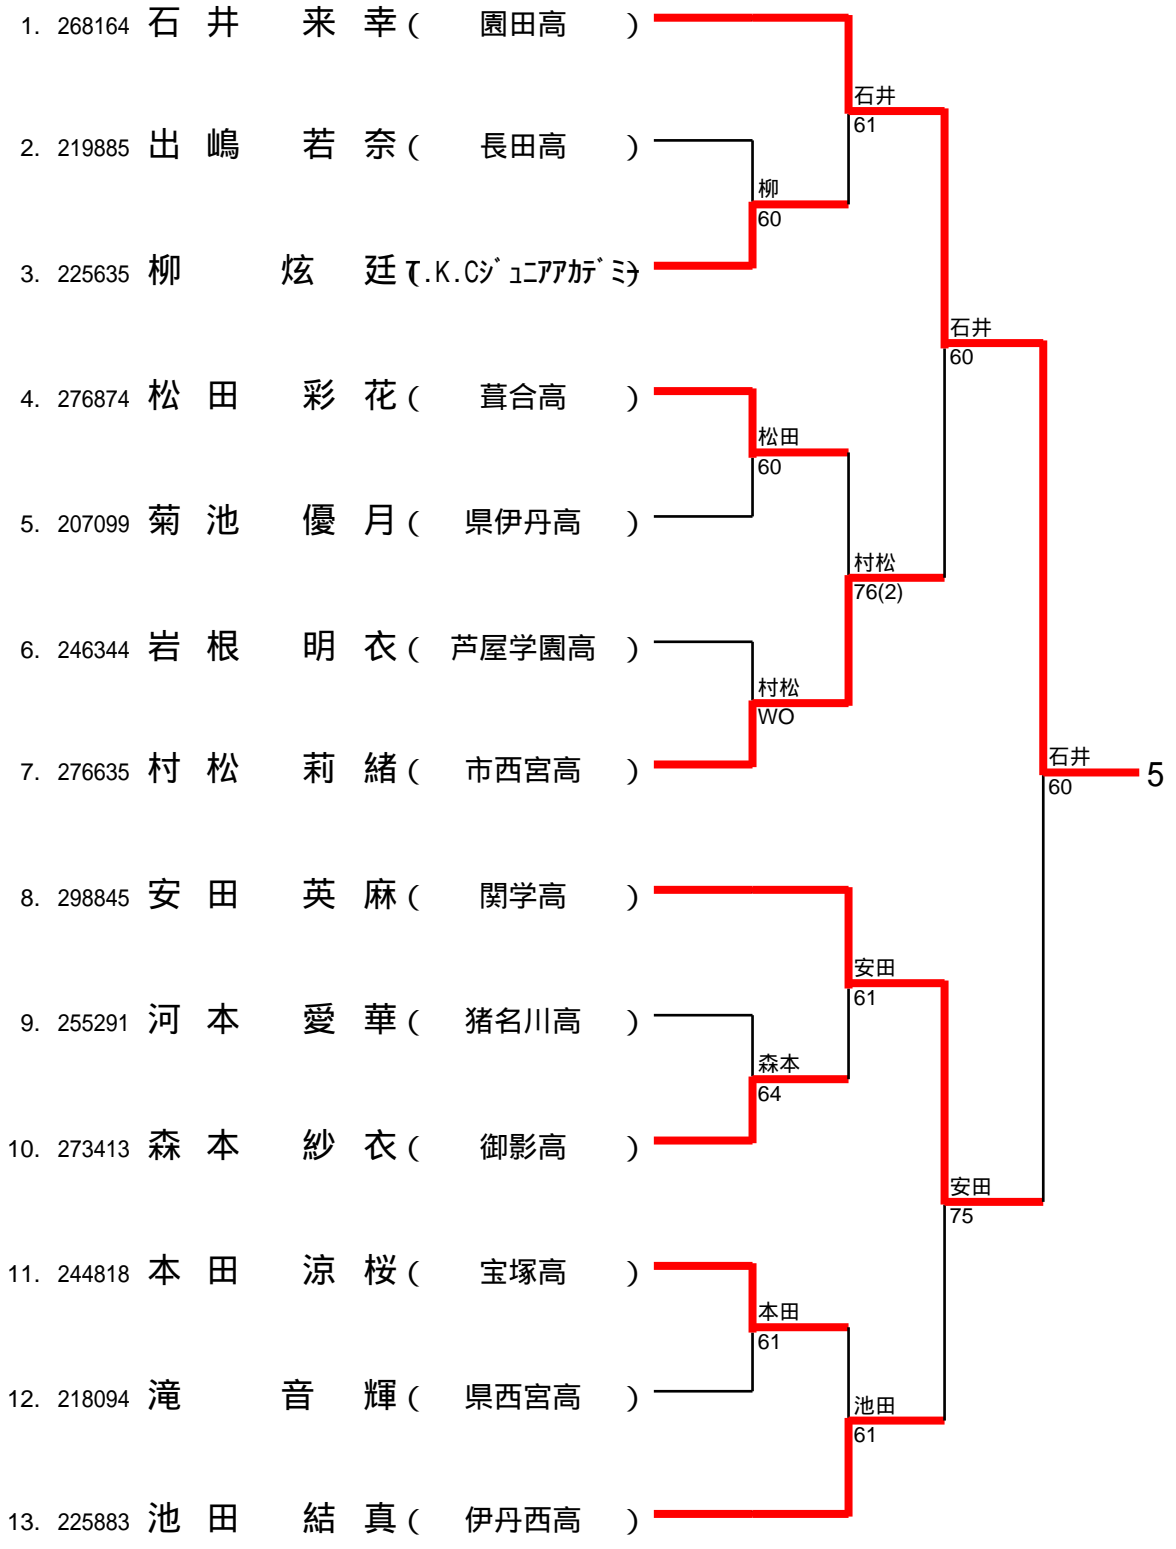 1. 268164 石井 来幸 ( 園田高 )
石井
61
2. 219885 出嶋 若奈 ( 長田高 )
柳
60
3. 225635 柳 炫廷 (T.K.Cジュニアアカデミー)
石井
60
4. 276874 松田 彩花 ( 葺合高 )
松田
60
5. 207099 菊池 優月 ( 県伊丹高 )
村松
76(2)
6. 246344 岩根 明衣 ( 芦屋学園高 )
村松
WO
7. 276635 村松 莉緒 ( 市西宮高 )
石井
60
5
8. 298845 安田 英麻 ( 関学高 )
安田
61
9. 255291 河本 愛華 ( 猪名川高 )
森本
64
10. 273413 森本 紗衣 ( 御影高 )
安田
75
11. 244818 本田 涼桜 ( 宝塚高 )
本田
61
12. 218094 滝 音輝 ( 県西宮高 )
池田
61
13. 225883 池田 結真 ( 伊丹西高 )